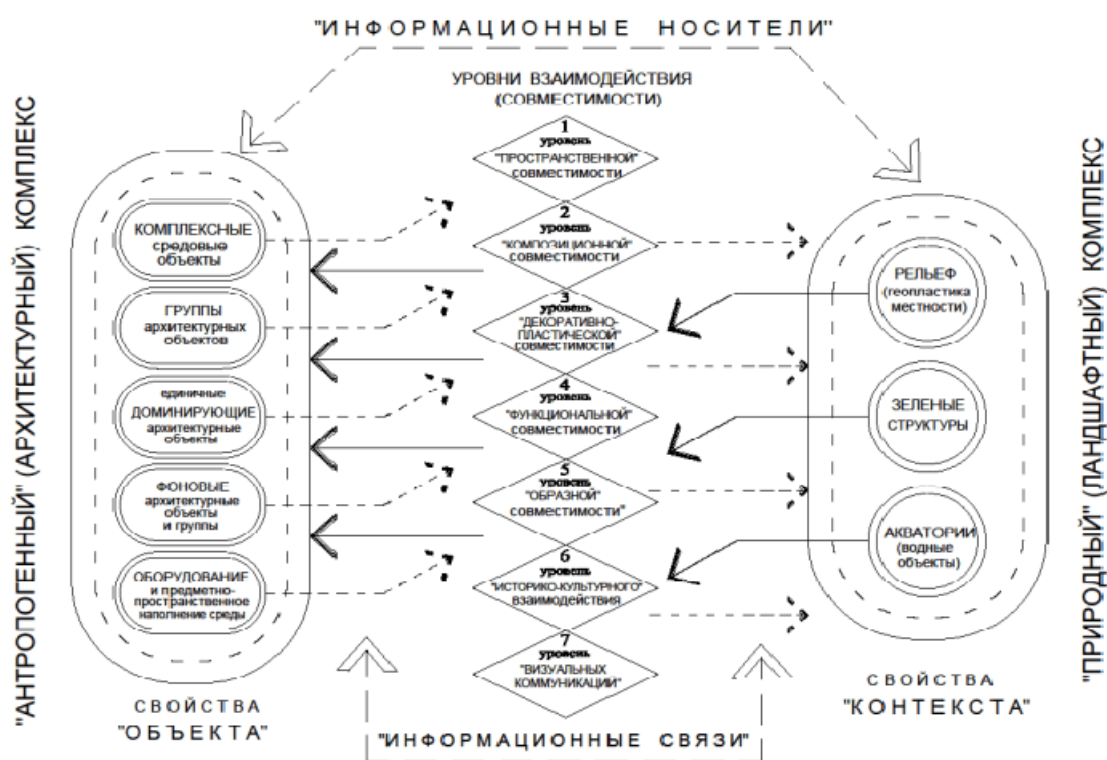 "ИНФОРМАЦИОННЫЕ НОСИТЕЛИ"
УРОВНИ ВЗАИМОДЕЙСТВИЯ
(СОВМЕСТИМОСТИ)
"АНТРОПОГЕННЫЙ" (АРХИТЕКТУРНЫЙ) КОМПЛЕКС
КОМПЛЕКСНЫЕ
средовые
объекты
ГРУППЫ
архитектурных
объектов
единичные
ДОМИНИРУЮЩИЕ
архитектурные
объекты
ФОНОВЫЕ
архитектурные
объекты
и группы
ОБОРУДОВАНИЕ
и предметно-
пространственное
наполнение среды
СВОЙСТВА
"ОБЪЕКТА"
1
уровень
"ПРОСТРАНСТВЕННОЙ"
совместимости
2
уровень
"КОМПОЗИЦИОННОЙ"
совместимости
3
уровень
"ДЕКОРАТИВНО-
ПЛАСТИЧЕСКОЙ"
совместимости
4
уровень
"ФУНКЦИОНАЛЬНОЙ"
совместимости
5
уровень
"ОБРАЗНОЙ"
совместимости"
6
уровень
"ИСТОРИКО-КУЛЬТУРНОГО"
взаимодействия
7
уровень
"ВИЗУАЛЬНЫХ
КОММУНИКАЦИИ"
РЕЛЬЕФ
(геопластика
местности)
ЗЕЛЕНЫЕ
СТРУКТУРЫ
АКВАТОРИИ
(водные
объекты)
СВОЙСТВА
"КОНТЕКСТА"
"ПРИРОДНЫЙ" (ЛАНДШАФТНЫЙ) КОМПЛЕКС
"ИНФОРМАЦИОННЫЕ СВЯЗИ"